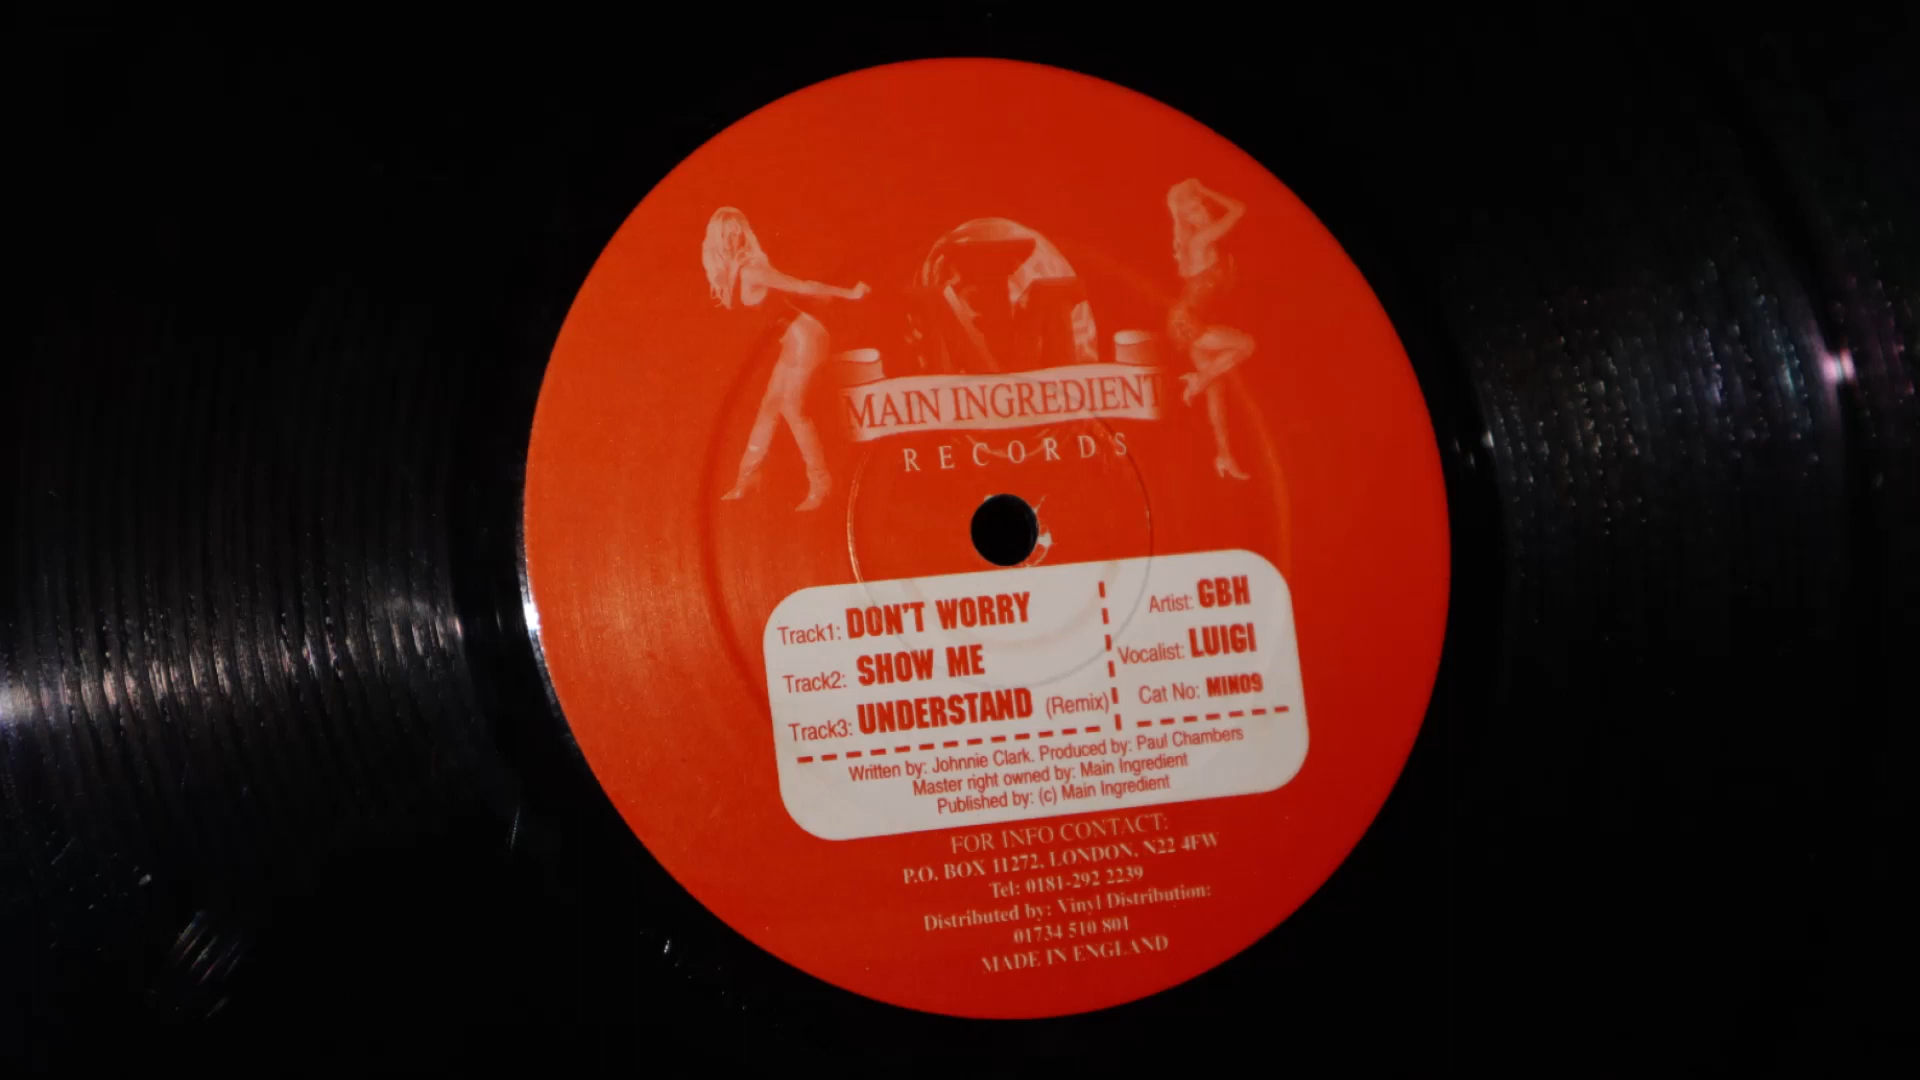 MAIN INGREDIENT
RECORDS
Track1: DON'T WORRY
Track2: SHOW ME
Track3: UNDERSTAND (Remix)
Artist: GBH
Vocalist: LUIGI
Cat No: MIN09
Written by: Johnnie Clark. Produced by: Paul Chambers
Master right owned by: Main Ingredient
Published by: (c) Main Ingredient
FOR INFO CONTACT:
P.O. BOX 11272, LONDON, N22 4FW
Tel: 0181-292 2239
Distributed by: Vinyl Distribution:
01734 510 801
MADE IN ENGLAND